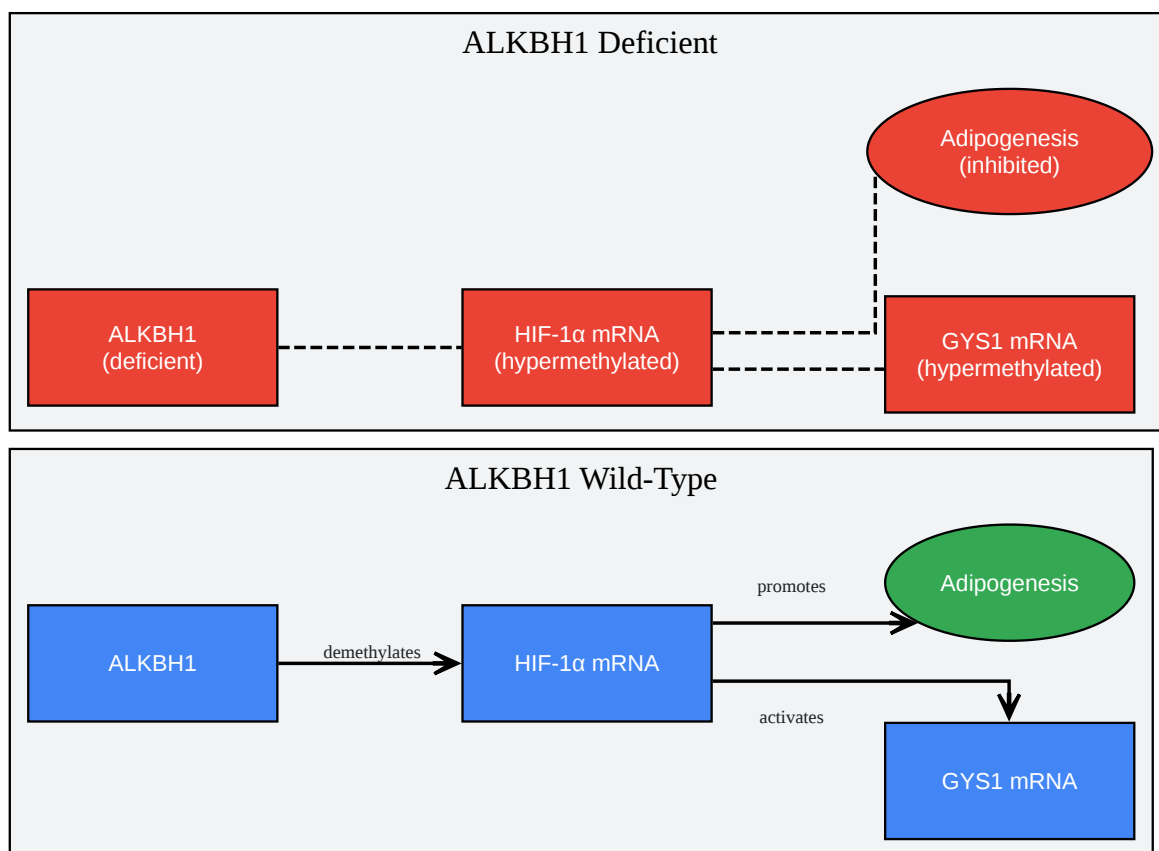 ALKBH1 Deficient
Adipogenesis
(inhibited)
ALKBH1
(deficient)
HIF-1α mRNA
(hypermethylated)
GYS1 mRNA
(hypermethylated)
ALKBH1 Wild-Type
promotes
Adipogenesis
ALKBH1
demethylates
HIF-1α mRNA
activates
GYS1 mRNA